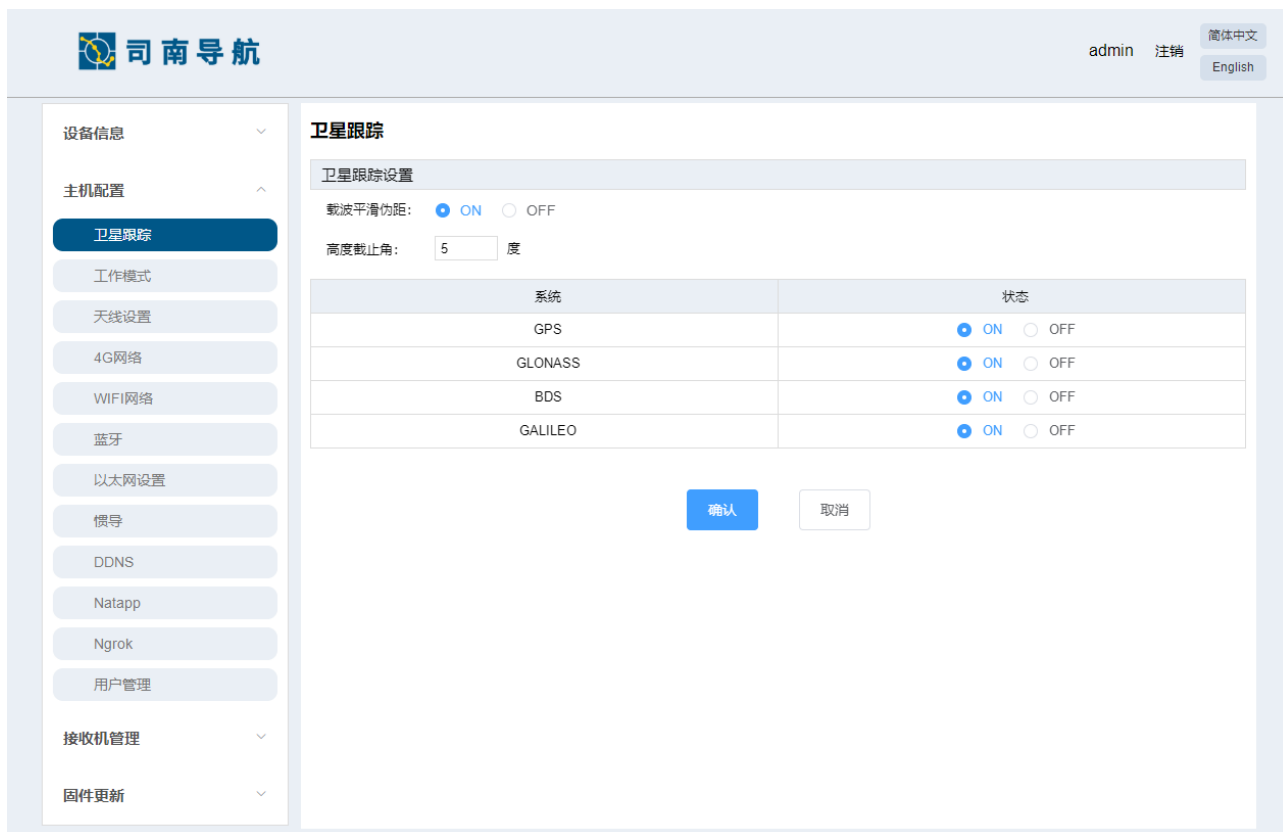 司南导航
admin 注销 简体中文
English
设备信息
主机配置
卫星跟踪
工作模式
天线设置
4G网络
WIFI网络
蓝牙
以太网设置
惯导
DDNS
Natapp
Ngrok
用户管理
接收机管理
固件更新
卫星跟踪
卫星跟踪设置
载波平滑伪距: ON OFF
高度截止角: 5 度
系统 状态
GPS ON OFF
GLONASS ON OFF
BDS ON OFF
GALILEO ON OFF
确认 取消